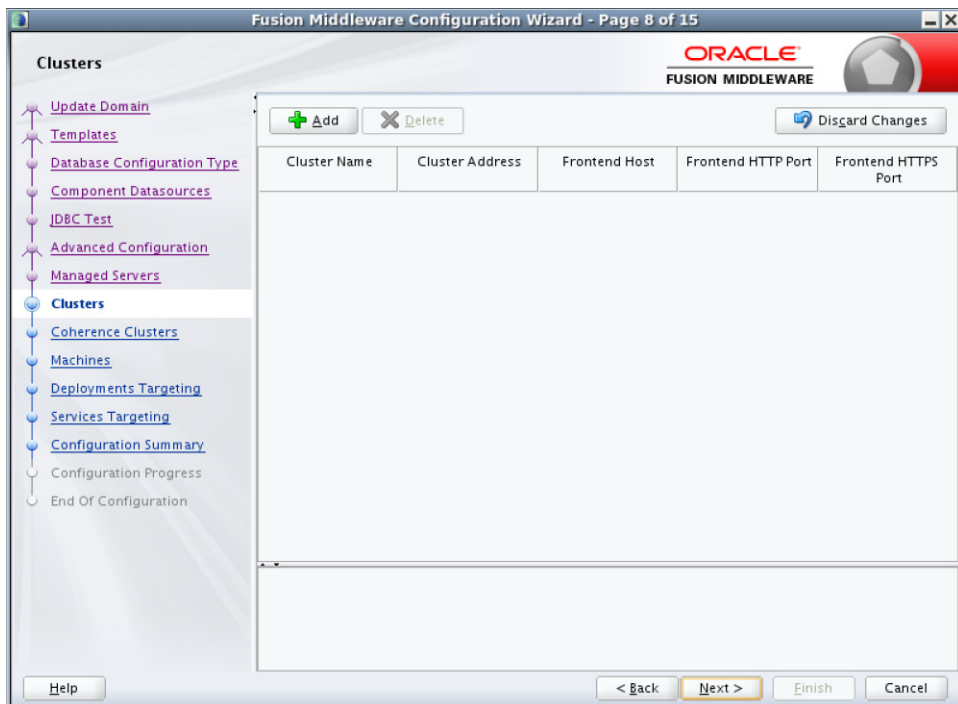 Fusion Middleware Configuration Wizard - Page 8 of 15
Clusters
ORACLE
FUSION MIDDLEWARE
Update Domain
Templates
Database Configuration Type
Component Datasources
JDBC Test
Advanced Configuration
Managed Servers
Clusters
Coherence Clusters
Machines
Deployments Targeting
Services Targeting
Configuration Summary
Configuration Progress
End Of Configuration
Add Delete Discard Changes
Cluster Name Cluster Address Frontend Host Frontend HTTP Port Frontend HTTPS
Port
Help < Back Next > Finish Cancel